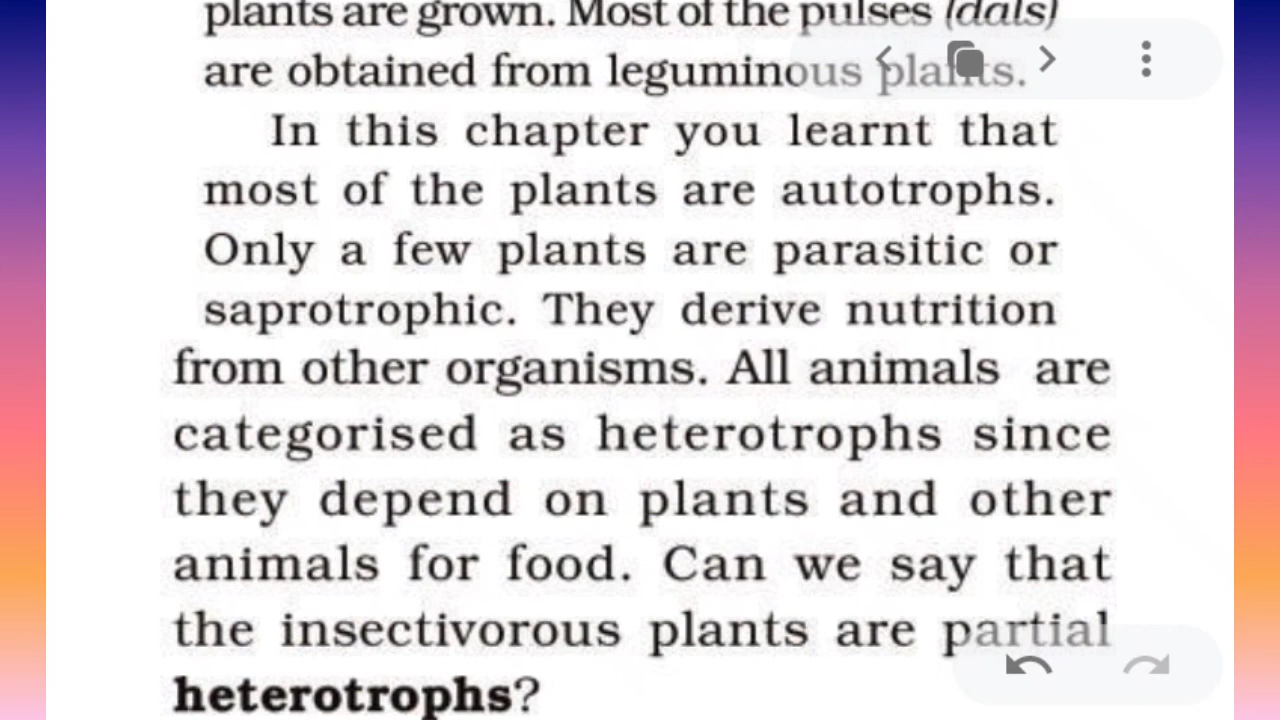 plants are grown. Most of the pulses (dals)
are obtained from leguminous plants.
In this chapter you learnt that
most of the plants are autotrophs.
Only a few plants are parasitic or
saprotrophic. They derive nutrition
from other organisms. All animals are
categorised as heterotrophs since
they depend on plants and other
animals for food. Can we say that
the insectivorous plants are partial
heterotrophs?